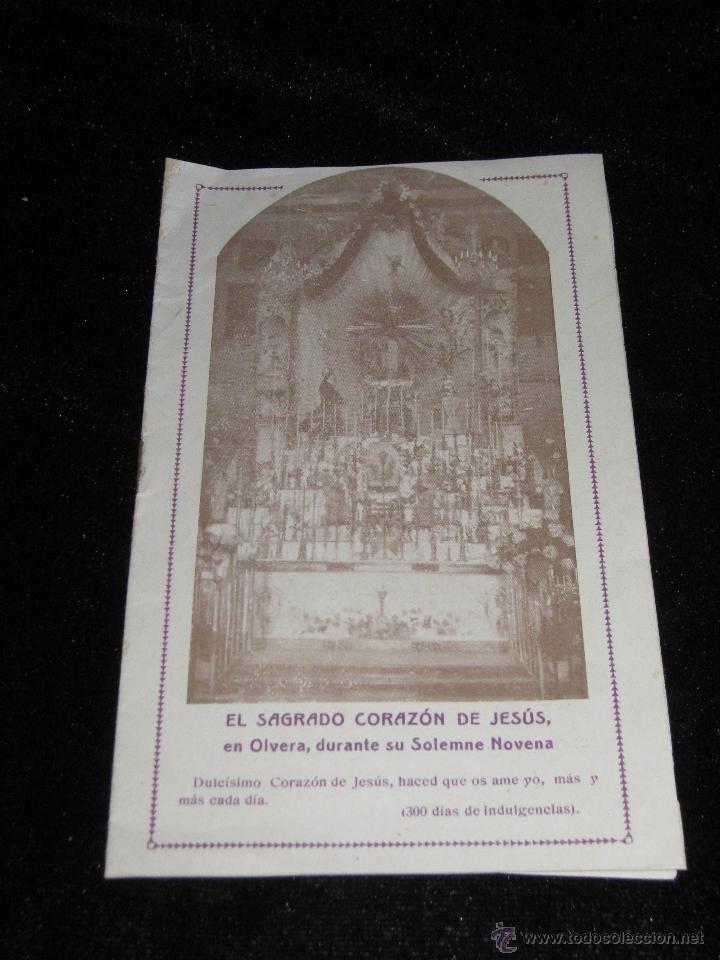 EL SAGRADO CORAZÓN DE JESÚS,
en Olvera, durante su Solemne Novena
Dulcísimo Corazón de Jesús, haced que os ame yo, más y
más cada día.
(300 días de indulgencias).
www.todocoleccion.net